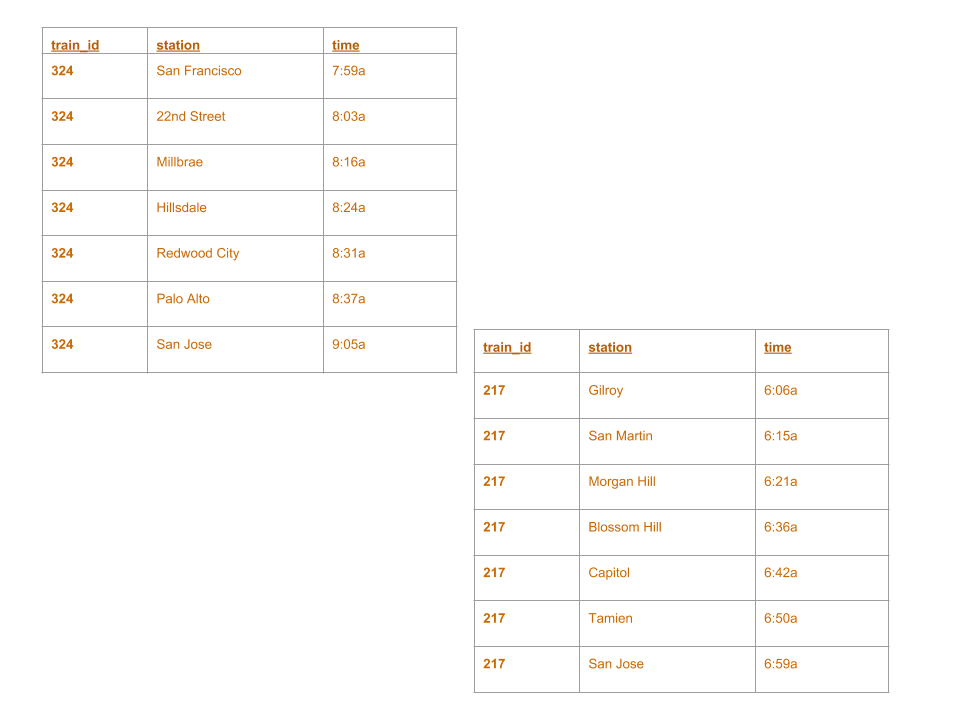 train_id station time
324 San Francisco 7:59a
324 22nd Street 8:03a
324 Millbrae 8:16a
324 Hillsdale 8:24a
324 Redwood City 8:31a
324 Palo Alto 8:37a
324 San Jose 9:05a
train_id station time
217 Gilroy 6:06a
217 San Martin 6:15a
217 Morgan Hill 6:21a
217 Blossom Hill 6:36a
217 Capitol 6:42a
217 Tamien 6:50a
217 San Jose 6:59a